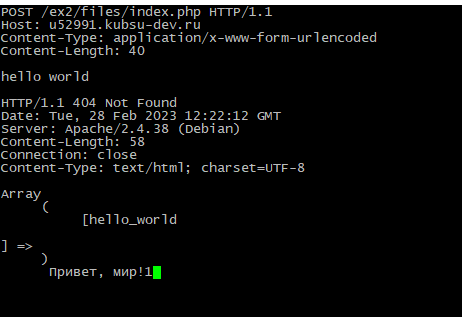 POST /ex2/files/index.php HTTP/1.1
Host: u52991.kubsu-dev.ru
Content-Type: application/x-www-form-urlencoded
Content-Length: 40

hello world

HTTP/1.1 404 Not Found
Date: Tue, 28 Feb 2023 12:22:12 GMT
Server: Apache/2.4.38 (Debian)
Content-Length: 58
Connection: close
Content-Type: text/html; charset=UTF-8

Array
(
[hello_world

] =>
)
Привет, мир!1